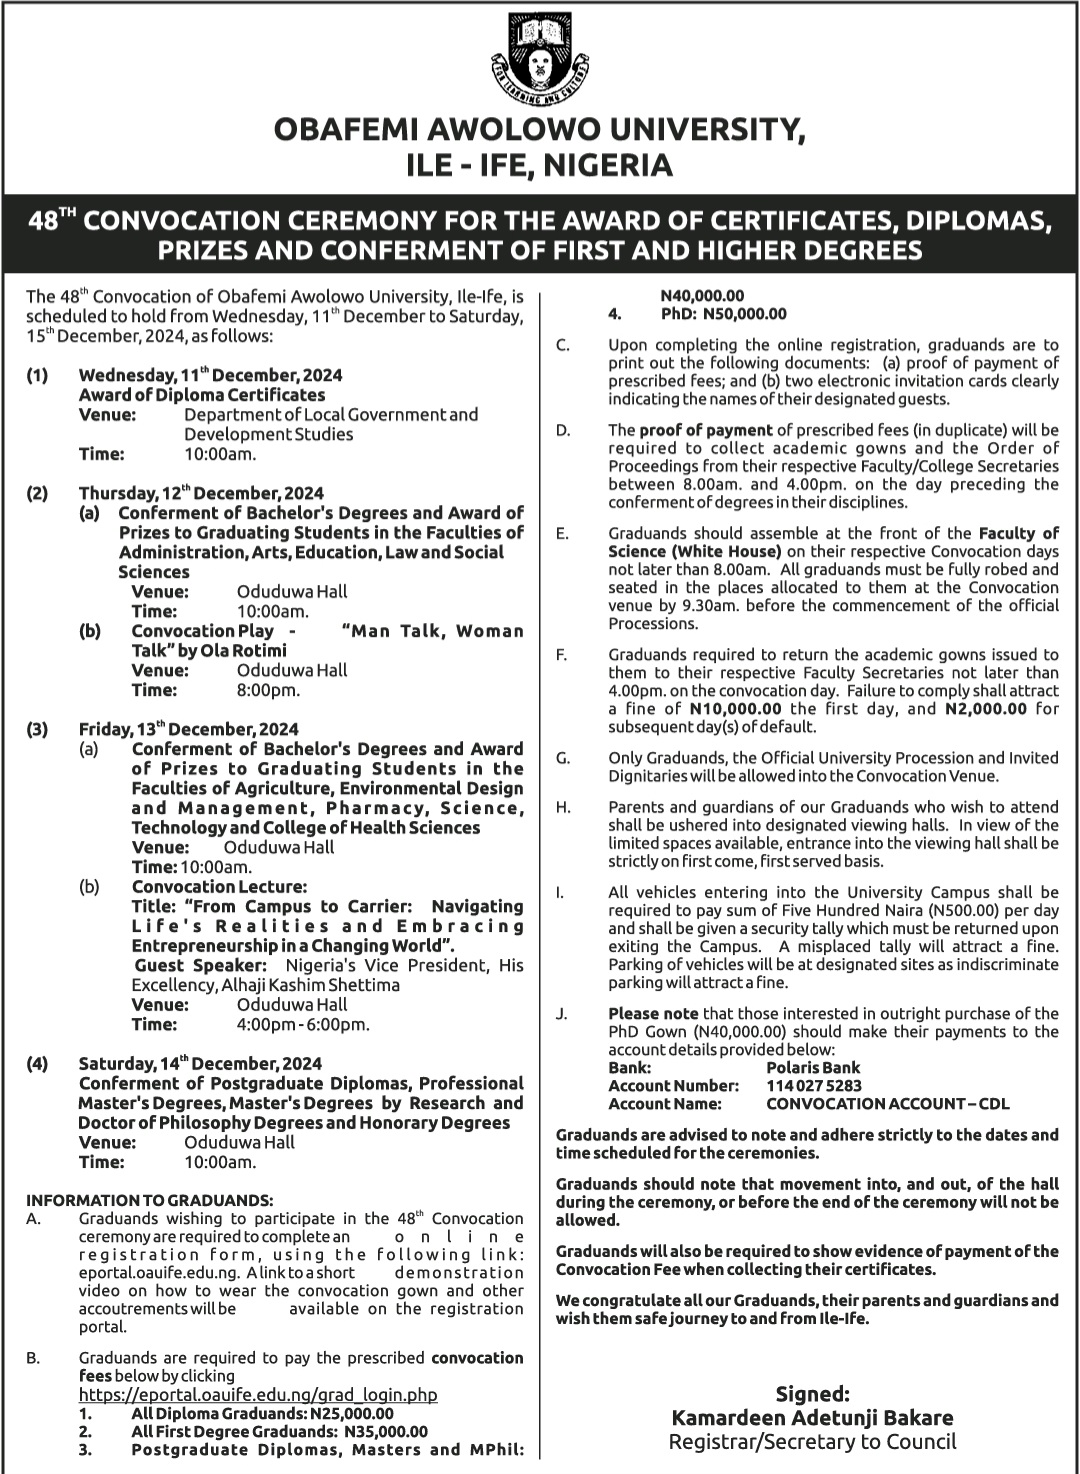 FOR LEARNING AND CULTURE
OBAFEMI AWOLOWO UNIVERSITY,
ILE - IFE, NIGERIA
48TH CONVOCATION CEREMONY FOR THE AWARD OF CERTIFICATES, DIPLOMAS,
PRIZES AND CONFERMENT OF FIRST AND HIGHER DEGREES
The 48th Convocation of Obafemi Awolowo University, Ile-Ife, is
scheduled to hold from Wednesday, 11th December to Saturday,
15th December, 2024, as follows:
(1) Wednesday, 11th December, 2024
Award of Diploma Certificates
Venue: Department of Local Government and
Development Studies
Time: 10:00am.
(2) Thursday, 12th December, 2024
(a) Conferment of Bachelor's Degrees and Award of
Prizes to Graduating Students in the Faculties of
Administration, Arts, Education, Law and Social
Sciences
Venue: Oduduwa Hall
Time: 10:00am.
(b) Convocation Play - “Man Talk, Woman
Talk” by Ola Rotimi
Venue: Oduduwa Hall
Time: 8:00pm.
(3) Friday, 13th December, 2024
(a) Conferment of Bachelor's Degrees and Award
of Prizes to Graduating Students in the
Faculties of Agriculture, Environmental Design
and Management, Pharmacy, Science,
Technology and College of Health Sciences
Venue: Oduduwa Hall
Time: 10:00am.
(b) Convocation Lecture:
Title: “From Campus to Carrier: Navigating
Life's Realities and Embracing
Entrepreneurship in a Changing World”.
Guest Speaker: Nigeria's Vice President, His
Excellency, Alhaji Kashim Shettima
Venue: Oduduwa Hall
Time: 4:00pm - 6:00pm.
(4) Saturday, 14th December, 2024
Conferment of Postgraduate Diplomas, Professional
Master's Degrees, Master's Degrees by Research and
Doctor of Philosophy Degrees and Honorary Degrees
Venue: Oduduwa Hall
Time: 10:00am.
INFORMATION TO GRADUANDS:
A. Graduands wishing to participate in the 48th Convocation
ceremony are required to complete an online
registration form, using the following link:
eportal.oauife.edu.ng. A link to a short demonstration
video on how to wear the convocation gown and other
accoutrements will be available on the registration
portal.
B. Graduands are required to pay the prescribed convocation
fees below by clicking
https://eportal.oauife.edu.ng/grad_login.php
1. All Diploma Graduands: N25,000.00
2. All First Degree Graduands: N35,000.00
3. Postgraduate Diplomas, Masters and MPhil:
N40,000.00
4. PhD: N50,000.00
C. Upon completing the online registration, graduands are to
print out the following documents: (a) proof of payment of
prescribed fees; and (b) two electronic invitation cards clearly
indicating the names of their designated guests.
D. The proof of payment of prescribed fees (in duplicate) will be
required to collect academic gowns and the Order of
Proceedings from their respective Faculty/College Secretaries
between 8.00am. and 4.00pm. on the day preceding the
conferment of degrees in their disciplines.
E. Graduands should assemble at the front of the Faculty of
Science (White House) on their respective Convocation days
not later than 8.00am. All graduands must be fully robed and
seated in the places allocated to them at the Convocation
venue by 9.30am. before the commencement of the official
Processions.
F. Graduands required to return the academic gowns issued to
them to their respective Faculty Secretaries not later than
4.00pm. on the convocation day. Failure to comply shall attract
a fine of N10,000.00 the first day, and N2,000.00 for
subsequent day(s) of default.
G. Only Graduands, the Official University Procession and Invited
Dignitaries will be allowed into the Convocation Venue.
H. Parents and guardians of our Graduands who wish to attend
shall be ushered into designated viewing halls. In view of the
limited spaces available, entrance into the viewing hall shall be
strictly on first come, first served basis.
I. All vehicles entering into the University Campus shall be
required to pay sum of Five Hundred Naira (N500.00) per day
and shall be given a security tally which must be returned upon
exiting the Campus. A misplaced tally will attract a fine.
Parking of vehicles will be at designated sites as indiscriminate
parking will attract a fine.
J. Please note that those interested in outright purchase of the
PhD Gown (N40,000.00) should make their payments to the
account details provided below:
Bank: Polaris Bank
Account Number: 114 027 5283
Account Name: CONVOCATION ACCOUNT – CDL
Graduands are advised to note and adhere strictly to the dates and
time scheduled for the ceremonies.
Graduands should note that movement into, and out, of the hall
during the ceremony, or before the end of the ceremony will not be
allowed.
Graduands will also be required to show evidence of payment of the
Convocation Fee when collecting their certificates.
We congratulate all our Graduands, their parents and guardians and
wish them safe journey to and from Ile-Ife.
Signed:
Kamardeen Adetunji Bakare
Registrar/Secretary to Council